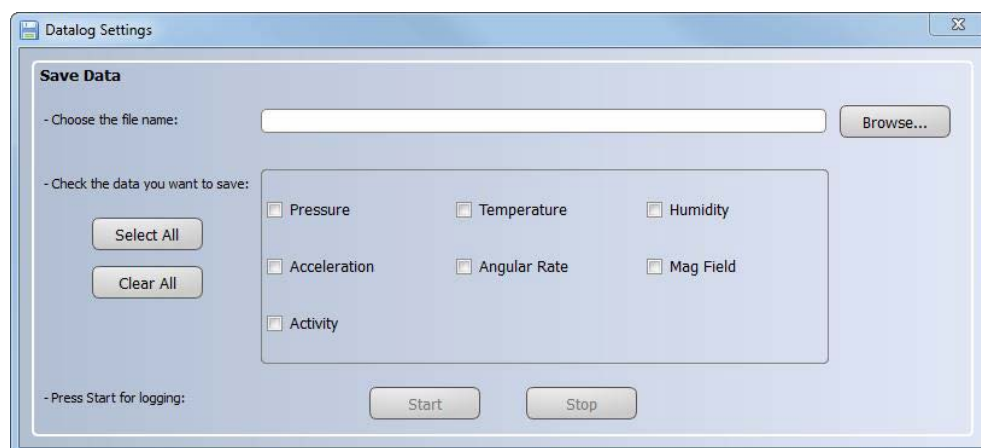 Datalog Settings
Save Data
- Choose the file name:
Browse...
- Check the data you want to save:
Select All
Clear All
Pressure Temperature Humidity
Acceleration Angular Rate Mag Field
Activity
- Press Start for logging:
Start Stop